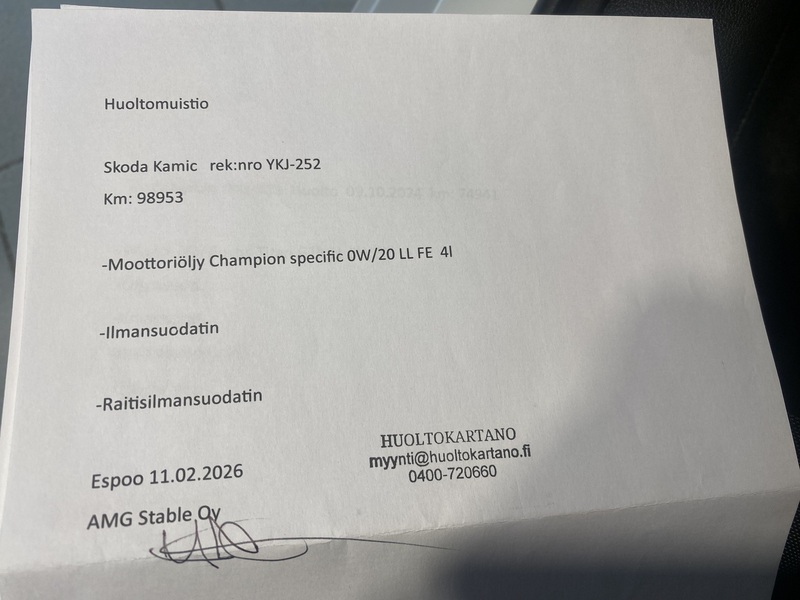 Huoltomuistio
Skoda Kamic rek:nro YKJ-252
Km: 98953
-Moottoriöljy Champion specific 0W/20 LL FE 4l
-Ilmansuodatin
-Raitisilmansuodatin
HUOLTOKARTANO
myynti@huoltokartano.fi
0400-720660
Espoo 11.02.2026
AMG Stable Oy